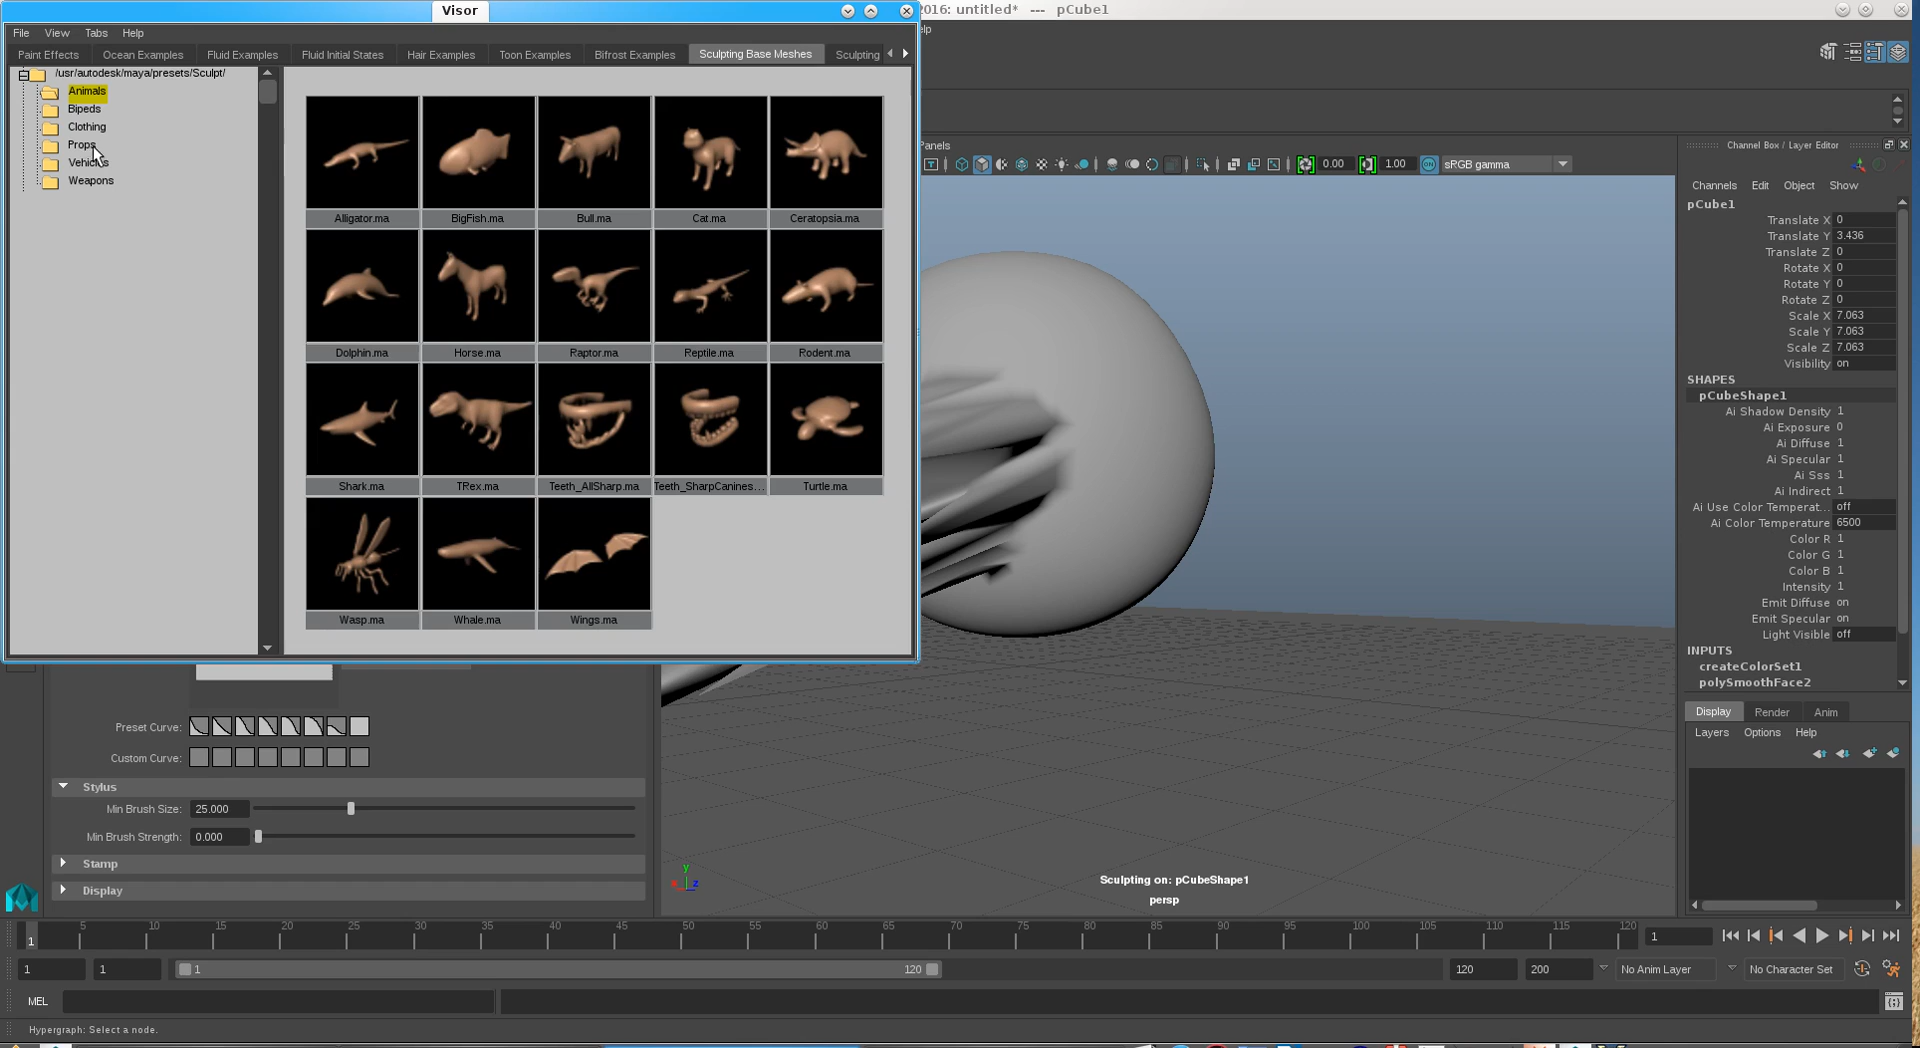 Visor
2016: untitled* --- pCube1
File View Tabs Help
elp
Paint Effects Ocean Examples Fluid Examples Fluid Initial States Hair Examples Toon Examples Bifrost Examples Sculpting Base Meshes Sculpting
/usr/autodesk/maya/presets/Sculpt/
Animals
Bipeds
Clothing
Props
Vehicles
Weapons
Alligator.ma BigFish.ma Bull.ma Cat.ma Ceratopsia.ma
Dolphin.ma Horse.ma Raptor.ma Reptile.ma Rodent.ma
Shark.ma TRex.ma Teeth_AllSharp.ma Teeth_SharpCanines... Turtle.ma
Wasp.ma Whale.ma Wings.ma
Panels
0.00 1.00 sRGB gamma
Channel Box / Layer Editor
Channels Edit Object Show
pCube1
Translate X 0
Translate Y 3.436
Translate Z 0
Rotate X 0
Rotate Y 0
Rotate Z 0
Scale X 7.063
Scale Y 7.063
Scale Z 7.063
Visibility on
SHAPES
pCubeShape1
Ai Shadow Density 1
Ai Exposure 0
Ai Diffuse 1
Ai Specular 1
Ai Sss 1
Ai Indirect 1
Ai Use Color Temperat... off
Ai Color Temperature 6500
Color R 1
Color G 1
Color B 1
Intensity 1
Emit Diffuse on
Emit Specular on
Light Visible off
INPUTS
createColorSet1
polySmoothFace2
Display Render Anim
Layers Options Help
Preset Curve:
Custom Curve:
Stylus
Min Brush Size: 25.000
Min Brush Strength: 0.000
Stamp
Display
y
x z
Sculpting on: pCubeShape1
persp
5 10 15 20 25 30 35 40 45 50 55 60 65 70 75 80 85 90 95 100 105 110 115 120
1 1
1 1 1 120 120 200 No Anim Layer No Character Set
MEL
Hypergraph: Select a node.